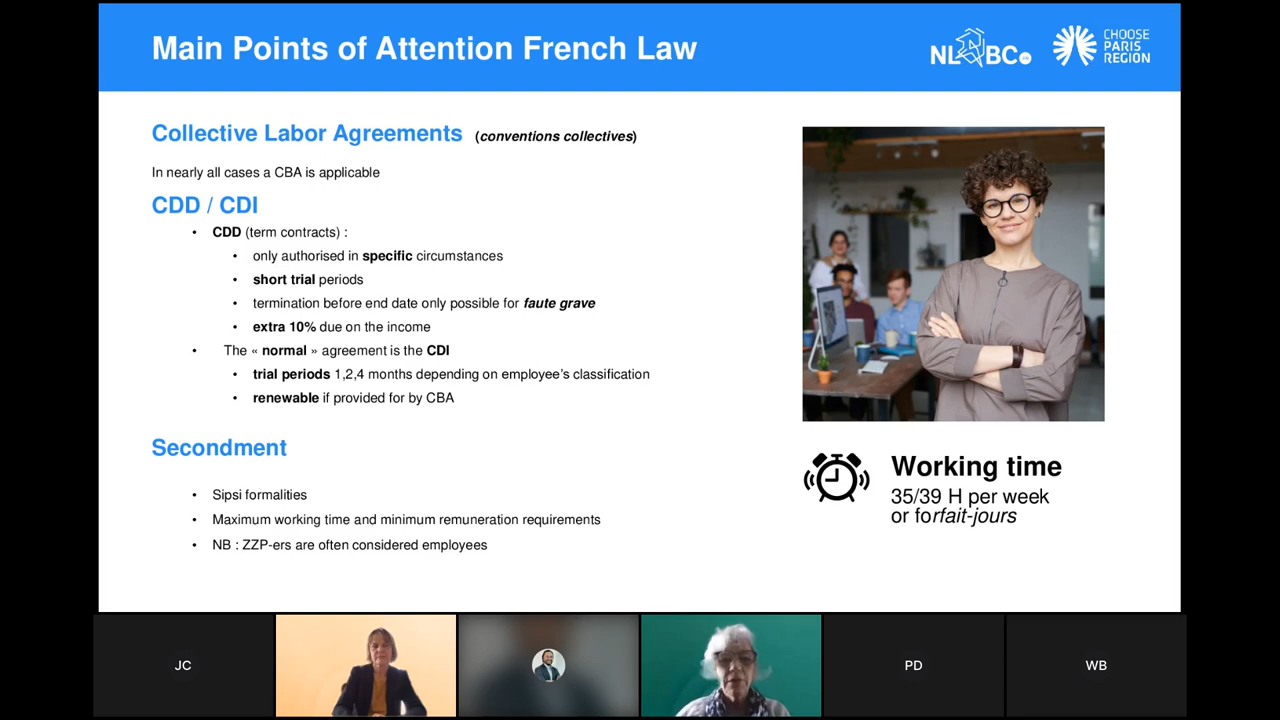 Main Points of Attention French Law
NL BC
CHOOSE
PARIS
REGION
Collective Labor Agreements (conventions collectives)
In nearly all cases a CBA is applicable
CDD / CDI
• CDD (term contracts) :
• only authorised in specific circumstances
• short trial periods
• termination before end date only possible for faute grave
• extra 10% due on the income
• The « normal » agreement is the CDI
• trial periods 1,2,4 months depending on employee’s classification
• renewable if provided for by CBA
Secondment
• Sipsi formalities
• Maximum working time and minimum remuneration requirements
• NB : ZZP-ers are often considered employees
Working time
35/39 H per week
or forfait-jours
JC
PD
WB